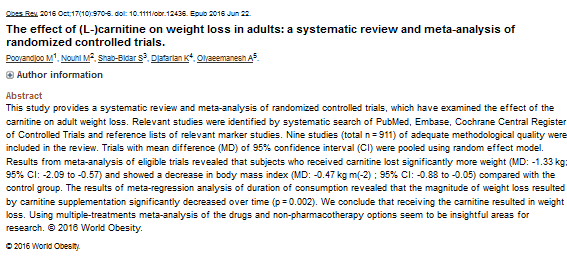 Obes Rev. 2016 Oct;17(10):970-6. doi: 10.1111/obr.12436. Epub 2016 Jun 22.
The effect of (L-)carnitine on weight loss in adults: a systematic review and meta-analysis of
randomized controlled trials.
Pooyandjoo M1, Nouhi M2, Shab-Bidar S3, Djafarian K4, Olyaeemanesh A5.
Author information
Abstract
This study provides a systematic review and meta-analysis of randomized controlled trials, which have examined the effect of the
carnitine on adult weight loss. Relevant studies were identified by systematic search of PubMed, Embase, Cochrane Central Register
of Controlled Trials and reference lists of relevant marker studies. Nine studies (total n = 911) of adequate methodological quality were
included in the review. Trials with mean difference (MD) of 95% confidence interval (CI) were pooled using random effect model.
Results from meta-analysis of eligible trials revealed that subjects who received carnitine lost significantly more weight (MD: -1.33 kg;
95% CI: -2.09 to -0.57) and showed a decrease in body mass index (MD: -0.47 kg m(-2) ; 95% CI: -0.88 to -0.05) compared with the
control group. The results of meta-regression analysis of duration of consumption revealed that the magnitude of weight loss resulted
by carnitine supplementation significantly decreased over time (p = 0.002). We conclude that receiving the carnitine resulted in weight
loss. Using multiple-treatments meta-analysis of the drugs and non-pharmacotherapy options seem to be insightful areas for
research. © 2016 World Obesity.
© 2016 World Obesity.